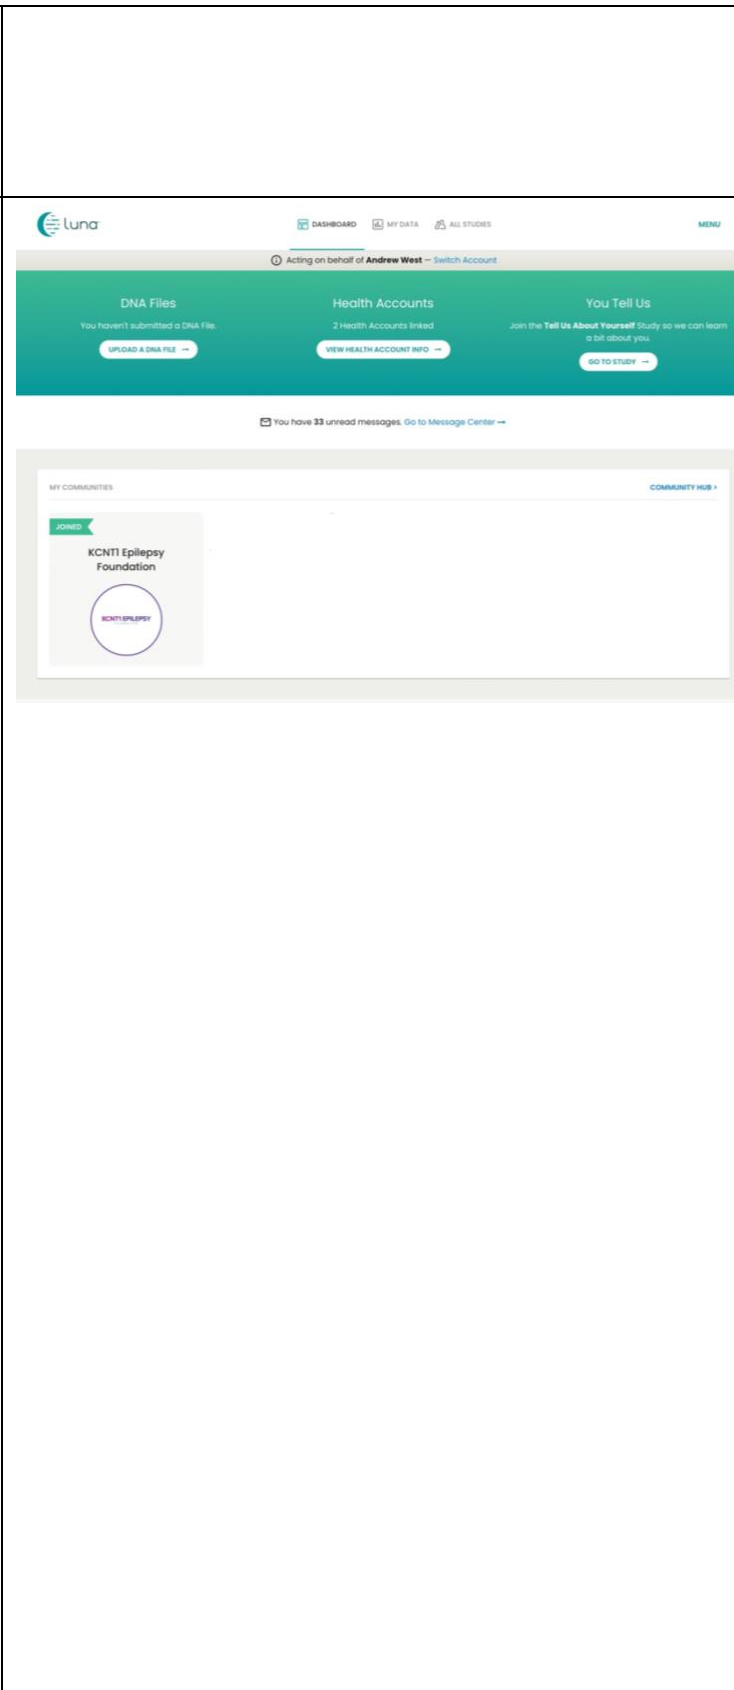 Luna
DASHBOARD MY DATA ALL STUDIES MENU
Acting on behalf of Andrew West — Switch Account
DNA Files
You haven't submitted a DNA File.
UPLOAD A DNA FILE →
Health Accounts
2 Health Accounts linked
VIEW HEALTH ACCOUNT INFO →
You Tell Us
Join the Tell Us About Yourself Study so we can learn
a bit about you.
GO TO STUDY →
You have 33 unread messages. Go to Message Center →
MY COMMUNITIES COMMUNITY HUB >
JOINED
KCNT1 Epilepsy
Foundation
KCNT1 EPILEPSY